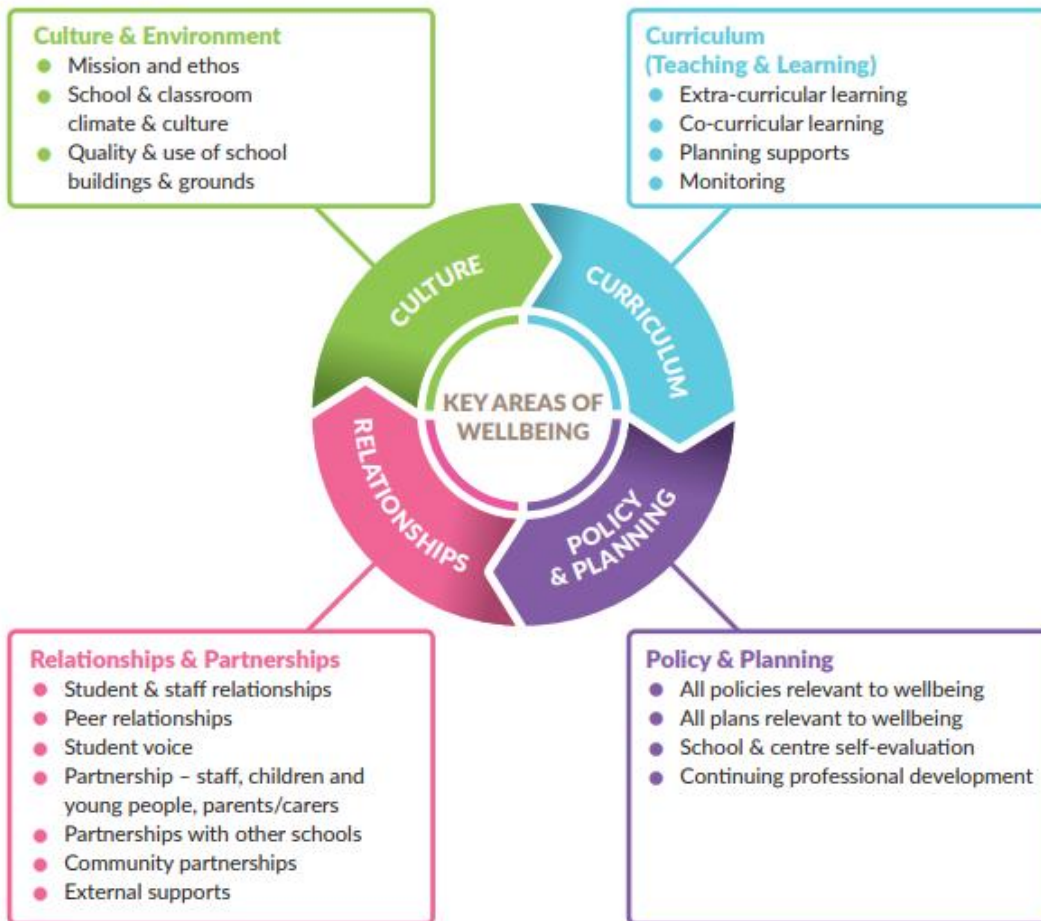 Culture & Environment
● Mission and ethos
● School & classroom
climate & culture
● Quality & use of school
buildings & grounds
Curriculum
(Teaching & Learning)
● Extra-curricular learning
● Co-curricular learning
● Planning supports
● Monitoring
CULTURE
CURRICULUM
KEY AREAS OF
WELLBEING
RELATIONSHIPS
POLICY
& PLANNING
Relationships & Partnerships
● Student & staff relationships
● Peer relationships
● Student voice
● Partnership – staff, children and
young people, parents/carers
● Partnerships with other schools
● Community partnerships
● External supports
Policy & Planning
● All policies relevant to wellbeing
● All plans relevant to wellbeing
● School & centre self-evaluation
● Continuing professional development